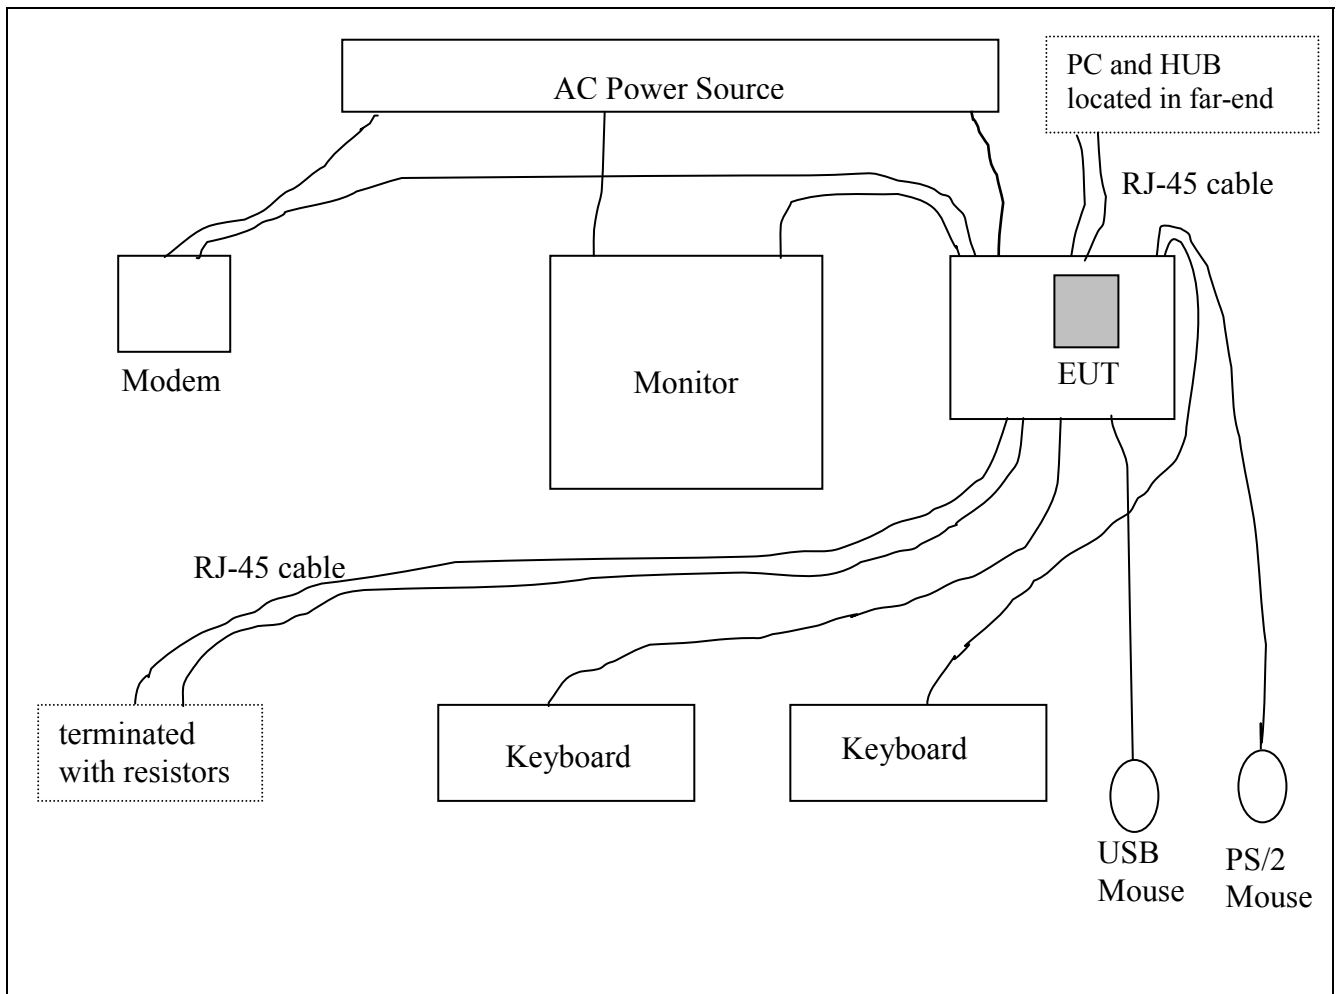 AC Power Source
PC and HUB
located in far-end
RJ-45 cable
Modem
Monitor
EUT
RJ-45 cable
terminated
with resistors
Keyboard
Keyboard
USB
Mouse
PS/2
Mouse